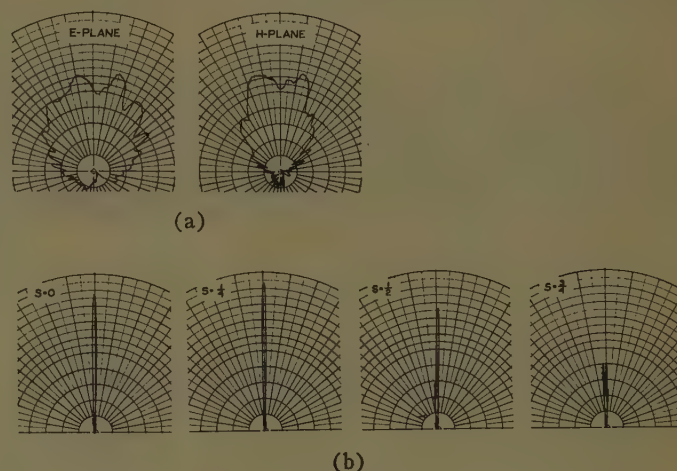 E-PLANE
H-PLANE
(a)
S=0
S=1/4
S=1/2
S=3/4
(b)